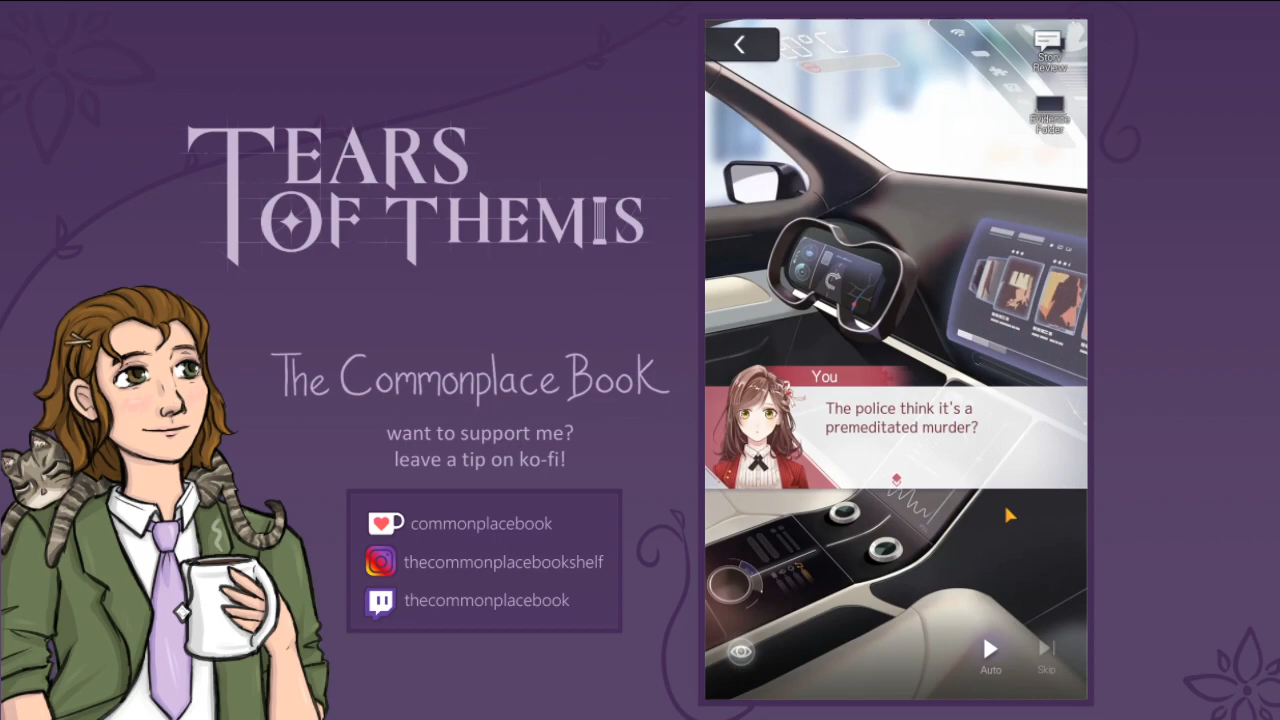 TEARS
OF THEMIS
The Commonplace Book
want to support me?
leave a tip on ko-fi!
commonplacebook
thecommonplacebookshelf
thecommonplacebook
Story
Review
Evidence
Folder
You
The police think it's a
premeditated murder?
Auto
Skip